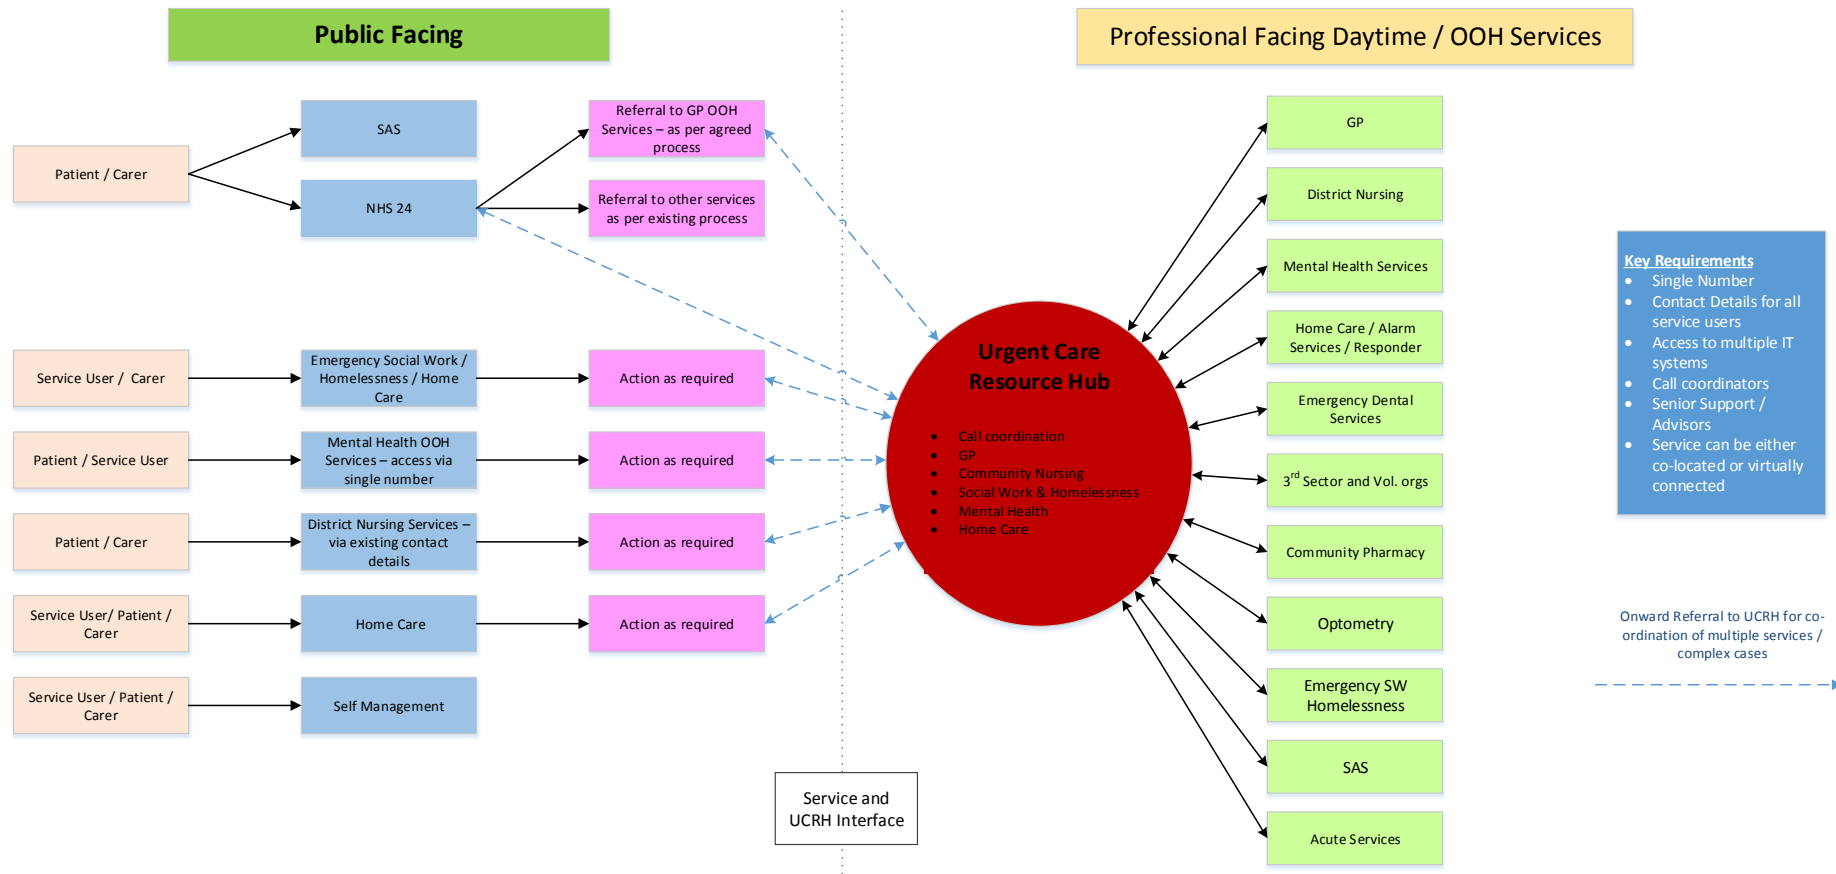 Public Facing
Professional Facing Daytime / OOH Services
Patient / Carer
SAS
NHS 24
Referral to GP OOH
Services – as per agreed
process
Referral to other services
as per existing process
Service User / Carer
Emergency Social Work /
Homelessness / Home
Care
Action as required
Patient / Service User
Mental Health OOH
Services – access via
single number
Action as required
Patient / Carer
District Nursing Services –
via existing contact
details
Action as required
Service User/ Patient /
Carer
Home Care
Action as required
Service User / Patient /
Carer
Self Management
Service and
UCRH Interface
Urgent Care
Resource Hub
• Call coordination
• GP
• Community Nursing
• Social Work & Homelessness
• Mental Health
• Home Care
GP
District Nursing
Mental Health Services
Home Care / Alarm
Services / Responder
Emergency Dental
Services
3rd Sector and Vol. orgs
Community Pharmacy
Optometry
Emergency SW
Homelessness
SAS
Acute Services
Key Requirements
• Single Number
• Contact Details for all
service users
• Access to multiple IT
systems
• Call coordinators
• Senior Support /
Advisors
• Service can be either
co-located or virtually
connected
Onward Referral to UCRH for co-
ordination of multiple services /
complex cases